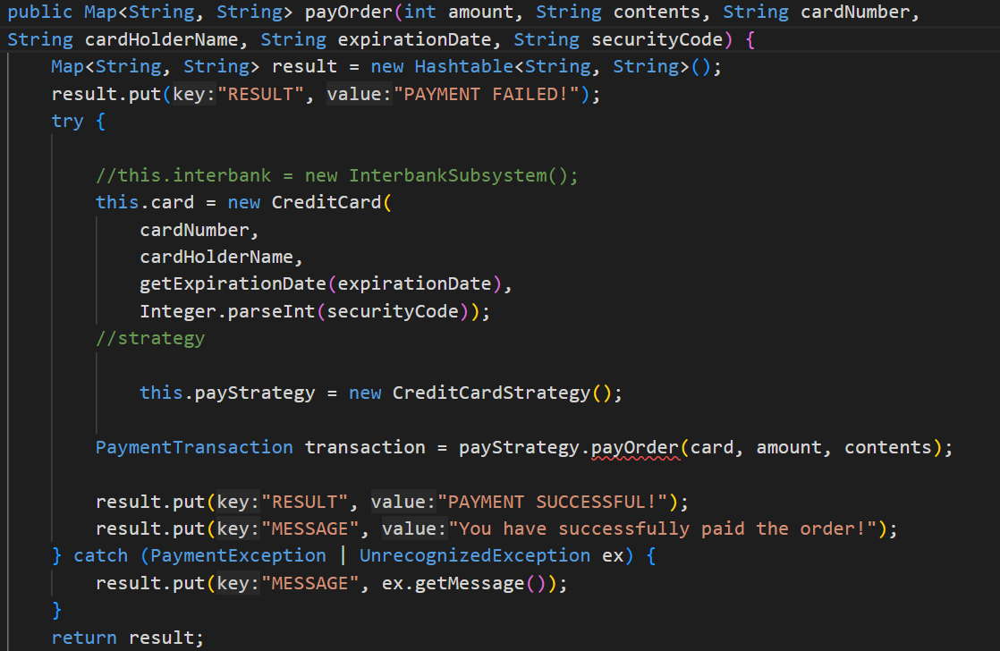 public Map<String, String> payOrder(int amount, String contents, String cardNumber,
String cardHolderName, String expirationDate, String securityCode) {
Map<String, String> result = new Hashtable<String, String>();
result.put(key:"RESULT", value:"PAYMENT FAILED!");
try {
//this.interbank = new InterbankSubsystem();
this.card = new CreditCard(
cardNumber,
cardHolderName,
getExpirationDate(expirationDate),
Integer.parseInt(securityCode));
//strategy
this.payStrategy = new CreditCardStrategy();
PaymentTransaction transaction = payStrategy.payOrder(card, amount, contents);
result.put(key:"RESULT", value:"PAYMENT SUCCESSFUL!");
result.put(key:"MESSAGE", value:"You have successfully paid the order!");
} catch (PaymentException | UnrecognizedException ex) {
result.put(key:"MESSAGE", ex.getMessage());
}
return result;